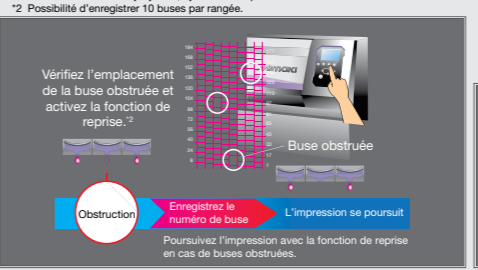 *2 Possibilité d'enregistrer 10 buses par rangée.
Vérifiez l'emplacement
de la buse obstruée et
activez la fonction de
reprise.*2
Buse obstruée
Obstruction
Enregistrez le
numéro de buse
L'impression se poursuit
Poursuivez l'impression avec la fonction de reprise
en cas de buses obstruées.